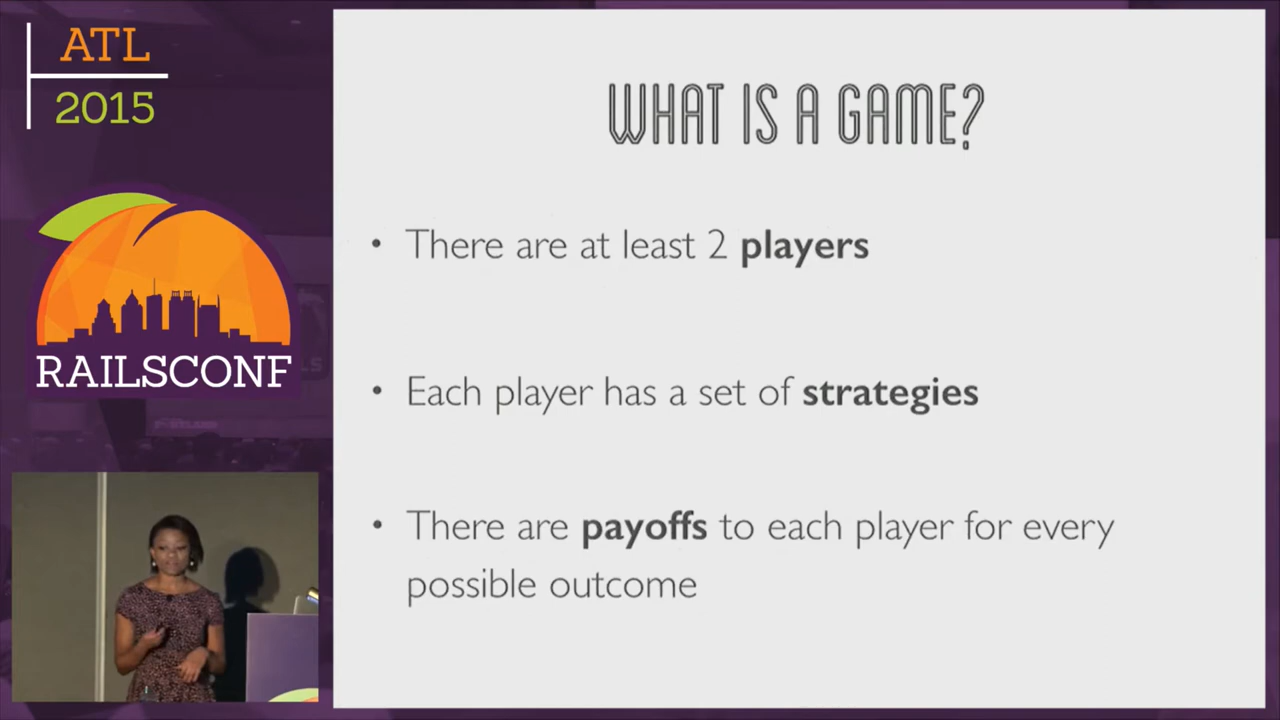 ATL
2015
RAILSCONF
WHAT IS A GAME?
• There are at least 2 players
• Each player has a set of strategies
• There are payoffs to each player for every
possible outcome